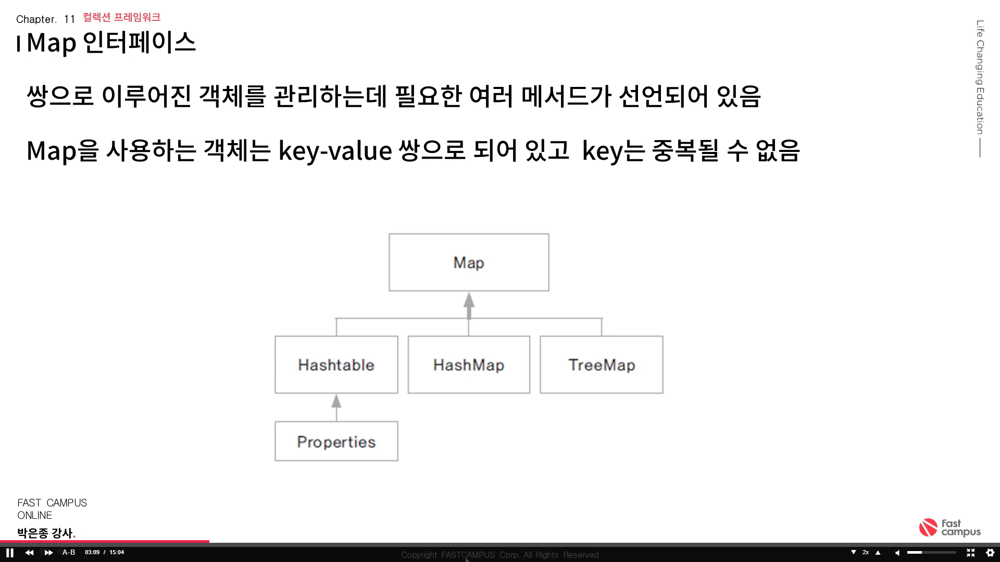 Chapter. 11 컬렉션 프레임워크
Map 인터페이스
쌍으로 이루어진 객체를 관리하는데 필요한 여러 메서드가 선언되어 있음
Map을 사용하는 객체는 key-value 쌍으로 되어 있고 key는 중복될 수 없음
Life Changing Education
Map
Hashtable
HashMap
TreeMap
Properties
FAST CAMPUS
ONLINE
박은종 강사.
Fast
campus
A-B 03:09 / 15:04
Copyright FASTCAMPUS Corp. All Rights Reserved
2x